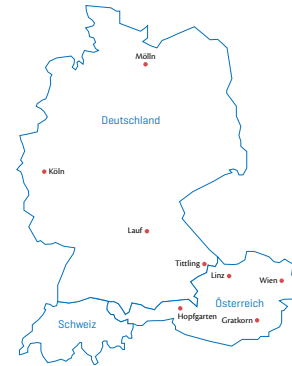 Mölln
Deutschland
Köln
Lauf
Tittling
Linz
Wien
Österreich
Hopfgarten
Gratkorn
Schweiz